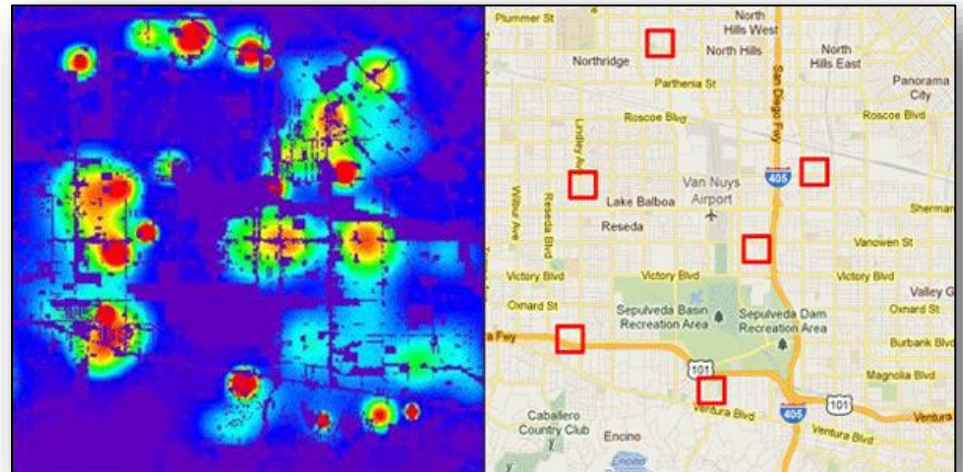 Plummer St
North
Hills West
Northridge
North Hills
North
Hills East
Parthenia St
Panorama
City
San Diego Fwy
Roscoe Blvd
Roscoe Blvd
Lindley Ave
405
Van Nuys
Airport
Wilbur Ave
Reseda Blvd
Lake Balboa
Sherman
Reseda
Vanowen St
Victory Blvd
Victory Blvd
Victory Blvd
Valley G
Oxnard St
Oxnard St
Sepulveda Basin
Recreation Area
Sepulveda Dam
Recreation Area
a Fwy
Burbank Blvd
101
Magnolia Blvd
101
Ventura Blvd
405
Ventura
Caballero
Country Club
Ventura Blvd
Encino
Encino